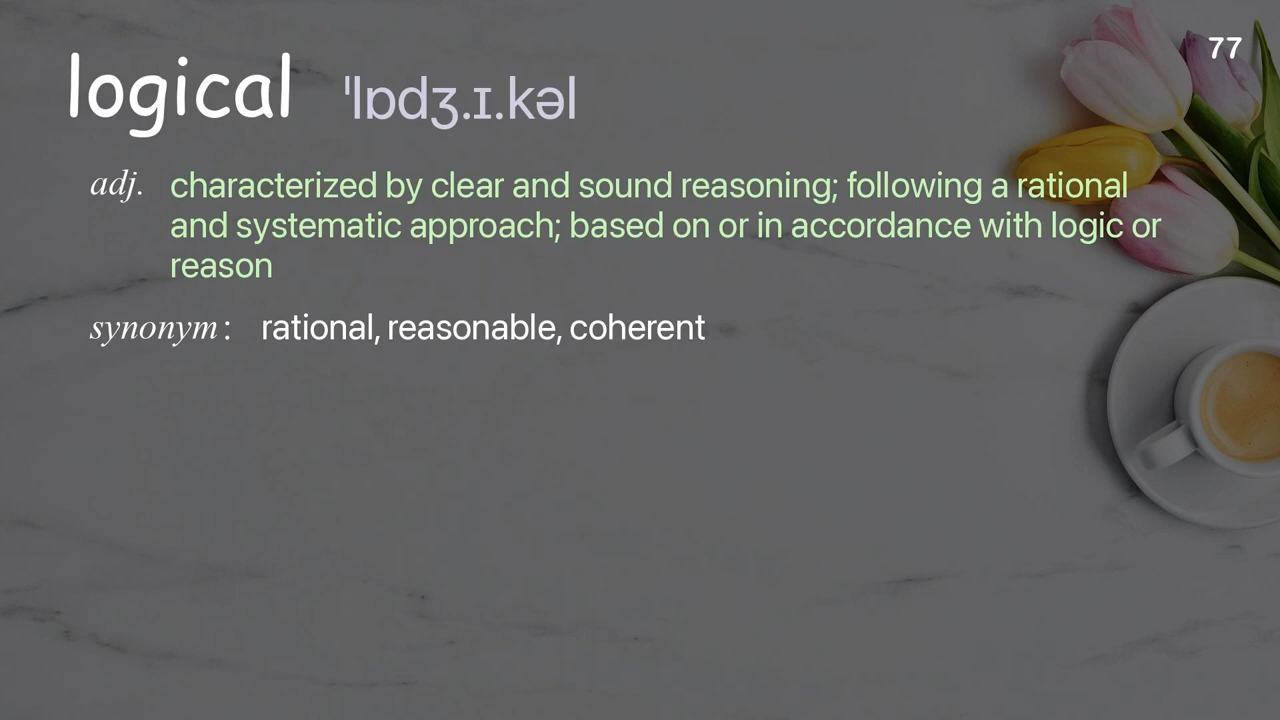 77
logical ˈlɒdʒ.ɪ.kəl
adj. characterized by clear and sound reasoning; following a rational
and systematic approach; based on or in accordance with logic or
reason
synonym: rational, reasonable, coherent